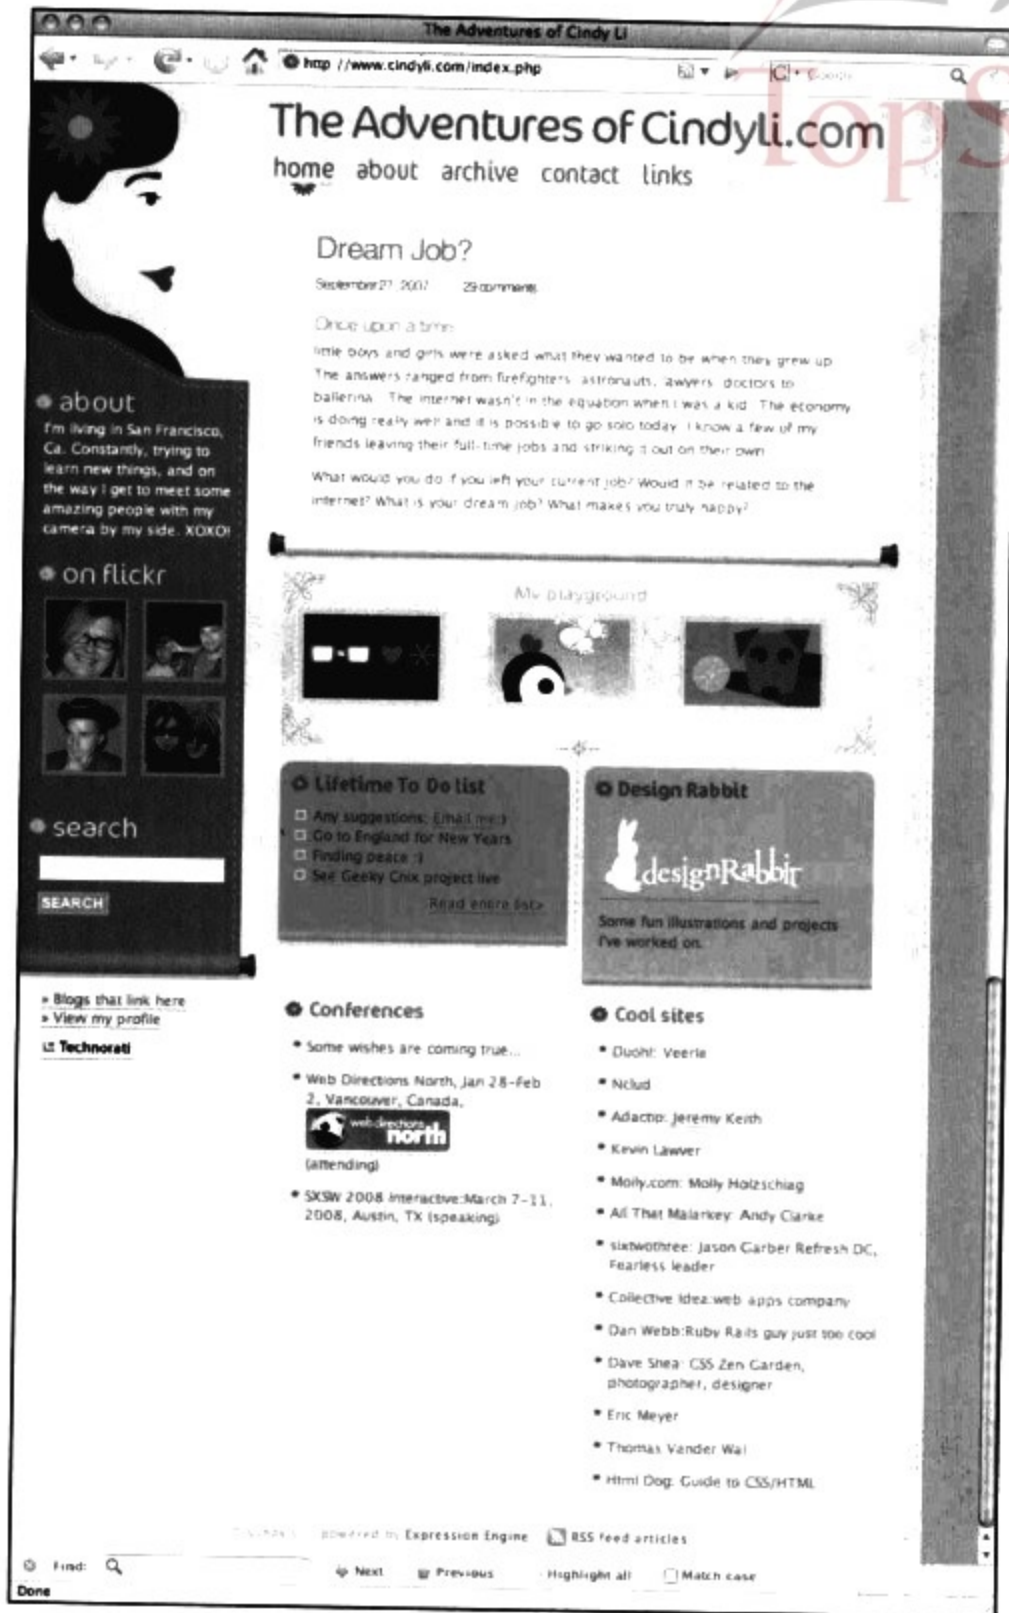 The Adventures of Cindy Li
http://www.cindyli.com/index.php
TopS
The Adventures of Cindyli.com
home about archive contact links
Dream Job?
September 27, 2007 29 comments
Once upon a time
little boys and girls were asked what they wanted to be when they grew up
The answers ranged from firefighters, astronauts, lawyers, doctors to
ballerina. The internet wasn't in the equation when I was a kid. The economy
is doing really well and it is possible to go solo today. I know a few of my
friends leaving their full-time jobs and striking it out on their own
What would you do if you left your current job? Would it be related to the
internet? What is your dream job? What makes you truly happy?
about
I'm living in San Francisco,
Ca. Constantly, trying to
learn new things, and on
the way I get to meet some
amazing people with my
camera by my side. XOXO!
on flickr
search
SEARCH
» Blogs that link here
» View my profile
Technorati
My playground
Lifetime To Do list
Any suggestions: Email me:)
Go to England for New Years
Finding peace :)
See Geeky Chix project live
Read entire list>
Design Rabbit
designRabbit
Some fun illustrations and projects
I've worked on.
Conferences
Some wishes are coming true...
Web Directions North, Jan 28-Feb
2, Vancouver, Canada,
web directions
north
(attending)
SXSW 2008 Interactive:March 7-11,
2008, Austin, TX (speaking)
Cool sites
Duoh!: Veerle
Nclud
Adactio: Jeremy Keith
Kevin Lawver
Molly.com: Molly Holzschlag
All That Malarkey: Andy Clarke
sixtwothree: Jason Garber Refresh DC,
Fearless leader
Collective Idea:web apps company
Dan Webb:Ruby Rails guy just too cool
Dave Shea: CSS Zen Garden,
photographer, designer
Eric Meyer
Thomas Vander Wal
Html Dog: Guide to CSS/HTML
powered by Expression Engine RSS feed articles
Find: Next Previous Highlight all Match case
Done